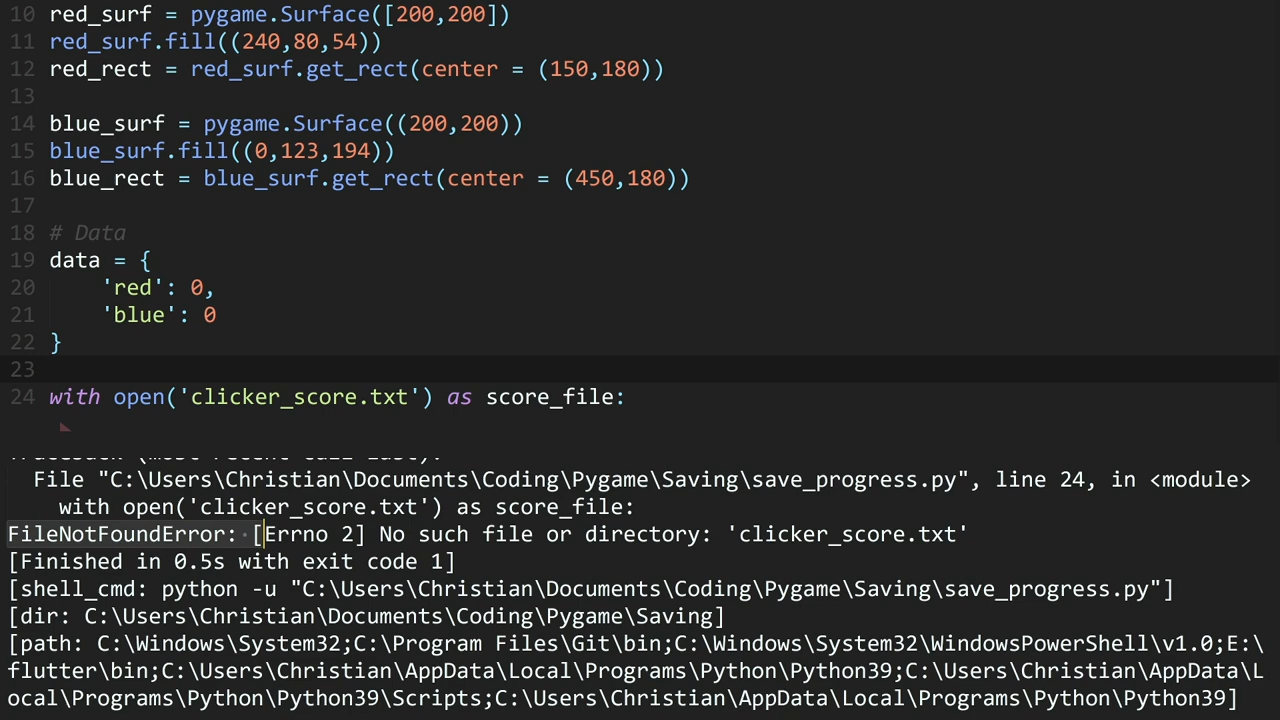 10 red_surf = pygame.Surface([200,200])
11 red_surf.fill((240,80,54))
12 red_rect = red_surf.get_rect(center = (150,180))
13
14 blue_surf = pygame.Surface((200,200))
15 blue_surf.fill((0,123,194))
16 blue_rect = blue_surf.get_rect(center = (450,180))
17
18 # Data
19 data = {
20 'red': 0,
21 'blue': 0
22 }
23
24 with open('clicker_score.txt') as score_file:
Traceback (most recent call last):
File "C:\Users\Christian\Documents\Coding\Pygame\Saving\save_progress.py", line 24, in <module>
with open('clicker_score.txt') as score_file:
FileNotFoundError: [Errno 2] No such file or directory: 'clicker_score.txt'
[Finished in 0.5s with exit code 1]
[shell_cmd: python -u "C:\Users\Christian\Documents\Coding\Pygame\Saving\save_progress.py"]
[dir: C:\Users\Christian\Documents\Coding\Pygame\Saving]
[path: C:\Windows\System32;C:\Program Files\Git\bin;C:\Windows\System32\WindowsPowerShell\v1.0;E:\
flutter\bin;C:\Users\Christian\AppData\Local\Programs\Python\Python39;C:\Users\Christian\AppData\L
ocal\Programs\Python\Python39\Scripts;C:\Users\Christian\AppData\Local\Programs\Python\Python39]